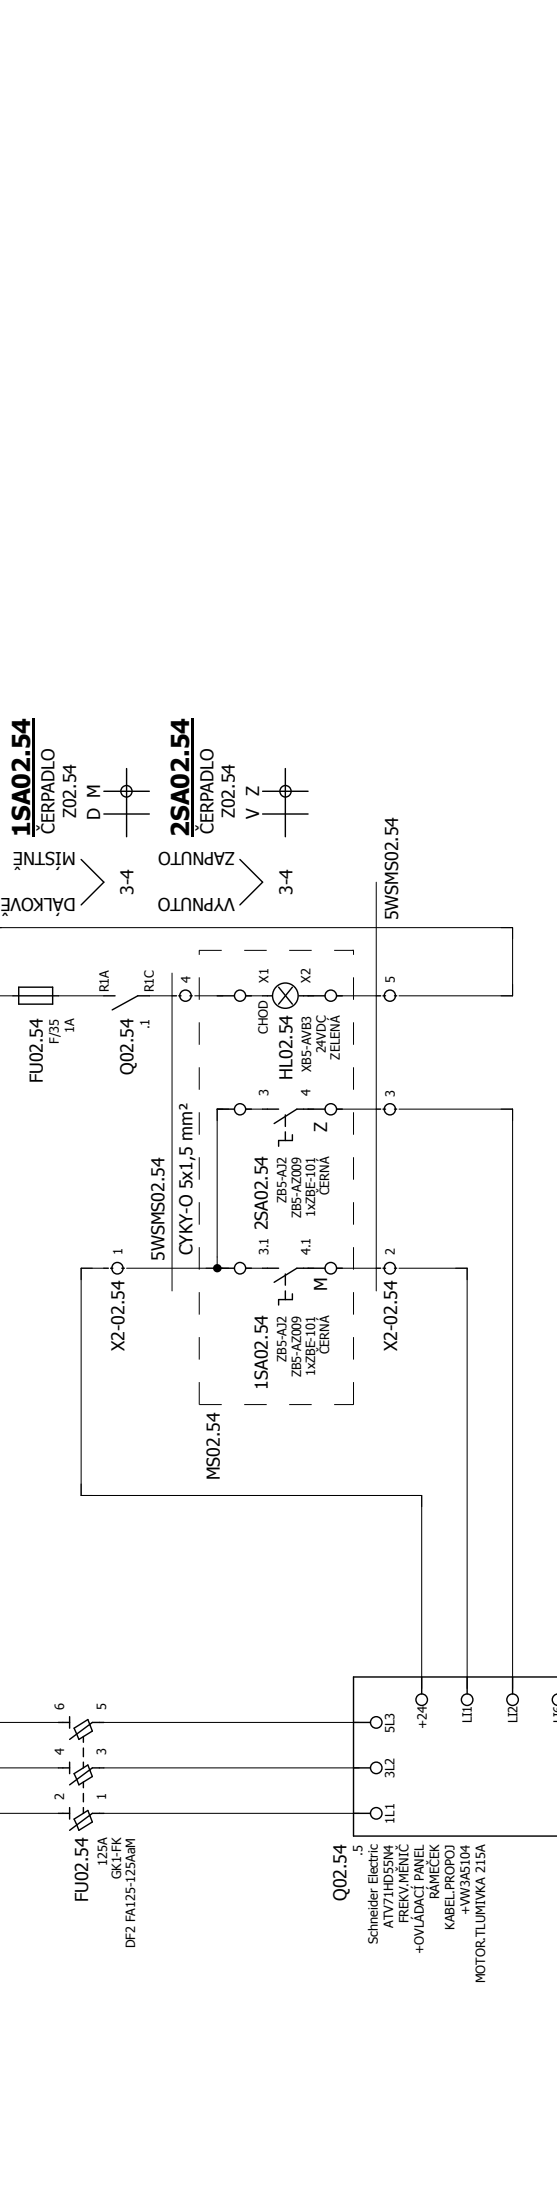 1SA02.54
ČERPADLO
Z02.54
D M
DÁLKOVĚ
MÍSTNĚ
3-4
2SA02.54
ČERPADLO
Z02.54
V Z
VYPNUTO
ZAPNUTO
3-4
FU02.54
F/35
1A
Q02.54
.1
R1A
R1C
4
X1
X2
CHOD
HL02.54
XB5-AVB3
24VDC
ZELENÁ
5
5WSMS02.54
5WSMS02.54
CYKY-O 5x1,5 mm²
3
4
Z
2SA02.54
ZB5-AJ2
ZB5-AZ009
1xZBE-101
ČERNÁ
3
X2-02.54
1
3.1
4.1
M
1SA02.54
ZB5-AJ2
ZB5-AZ009
1xZBE-101
ČERNÁ
X2-02.54
2
MS02.54
6
5
4
3
2
1
FU02.54
125A
GK1-FK
DF2 FA125-125AaM
5L3
3L2
1L1
+24
LI1
LI2
Q02.54
.5
Schneider Electric
ATV71HD55N4
FREKV.MĚNIČ
+OVLÁDACÍ PANEL
RÁMEČEK
KABEL.PROPOJ
+VW3A5104
MOTOR.TLUMIVKA 215A